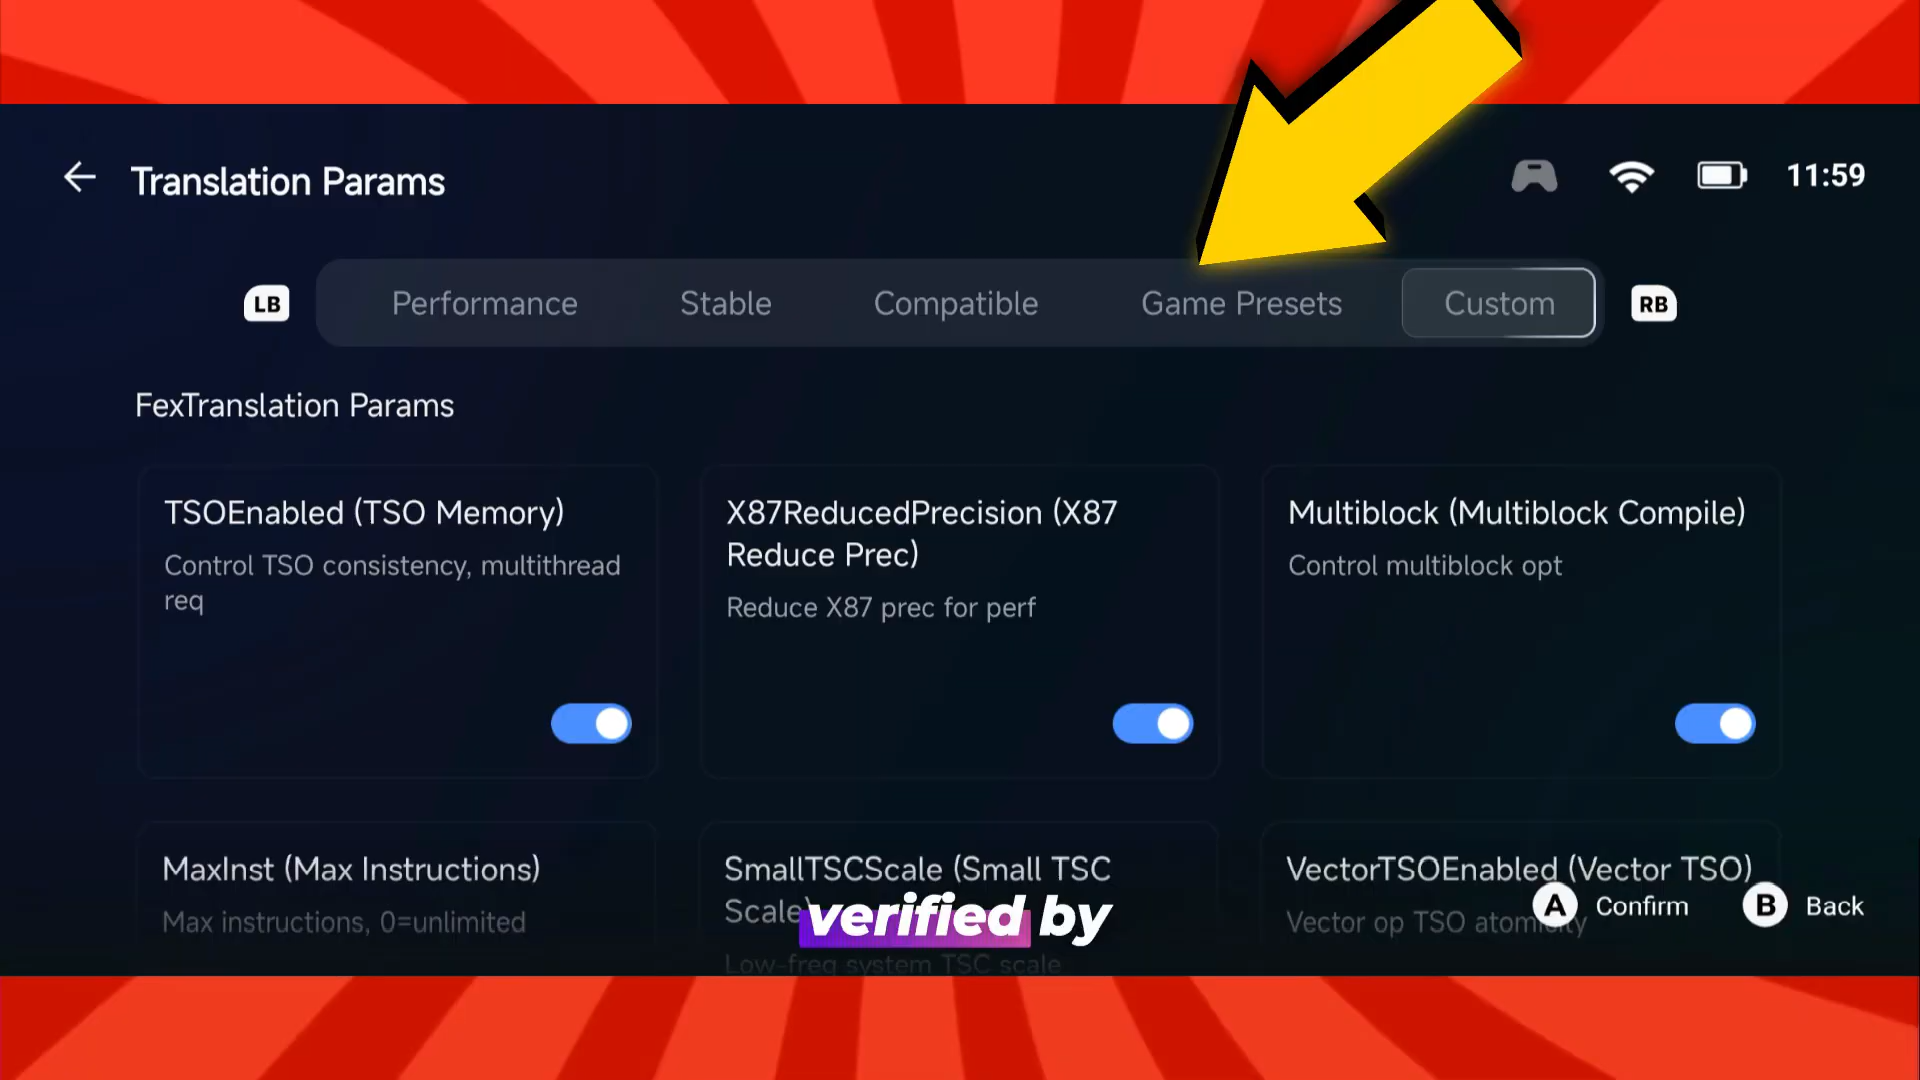 Translation Params
11:59
LB
Performance
Stable
Compatible
Game Presets
Custom
RB
FexTranslation Params
TSOEnabled (TSO Memory)
Control TSO consistency, multithread
req
X87ReducedPrecision (X87
Reduce Prec)
Reduce X87 prec for perf
Multiblock (Multiblock Compile)
Control multiblock opt
MaxInst (Max Instructions)
Max instructions, 0=unlimited
SmallTSCScale (Small TSC
Scale)
Low-freq system TSC scale
VectorTSOEnabled (Vector TSO)
Vector op TSO atomicity
verified by
A Confirm
B Back